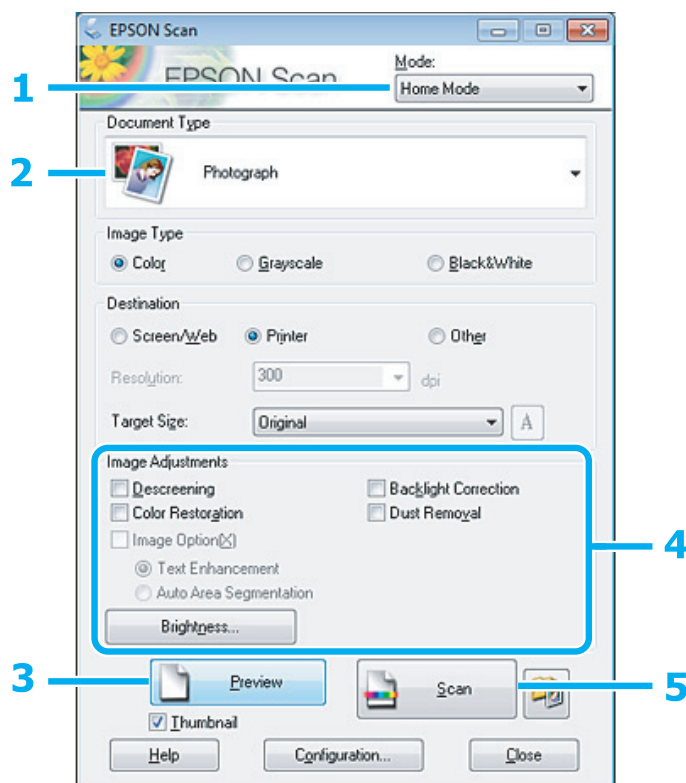 EPSON Scan
EPSON Scan
Mode:
1
Home Mode
Document Type
2
Photograph
Image Type
Color
Grayscale
Black&White
Destination
Screen/Web
Printer
Other
Resolution:
300
dpi
Target Size:
Original
A
Image Adjustments
Descreening
Backlight Correction
Color Restoration
Dust Removal
Image Option(X)
4
Text Enhancement
Auto Area Segmentation
Brightness...
3
Preview
Scan
5
Thumbnail
Help
Configuration...
Close